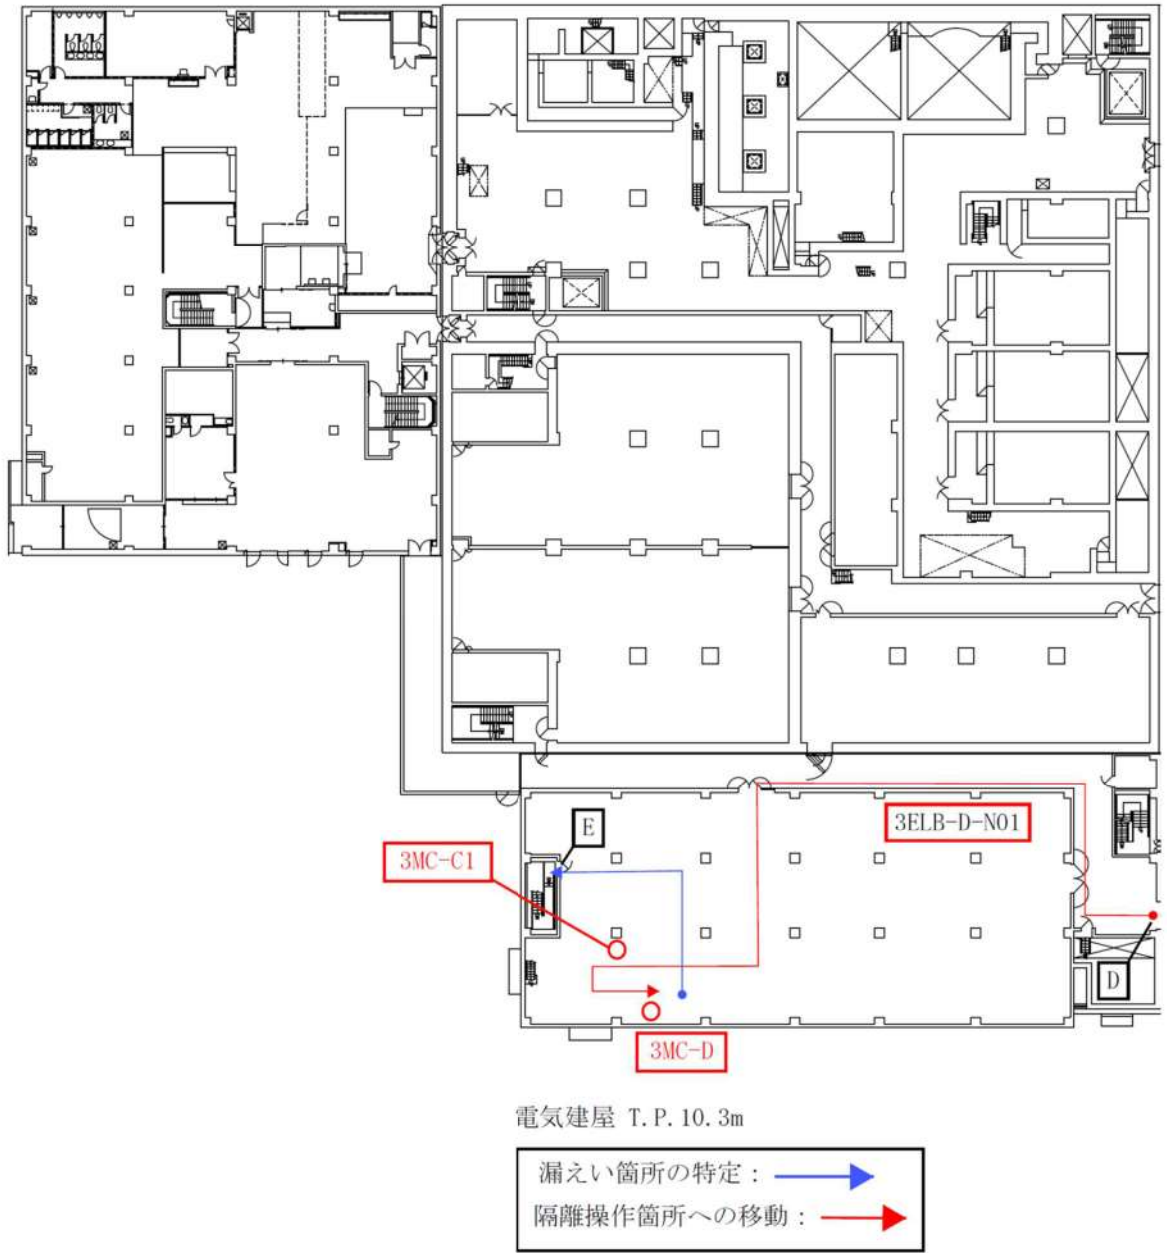 E
3MC-C1
3ELB-D-N01
D
3MC-D
電気建屋 T.P.10.3m
漏えい箇所の特定：
隔離操作箇所への移動：